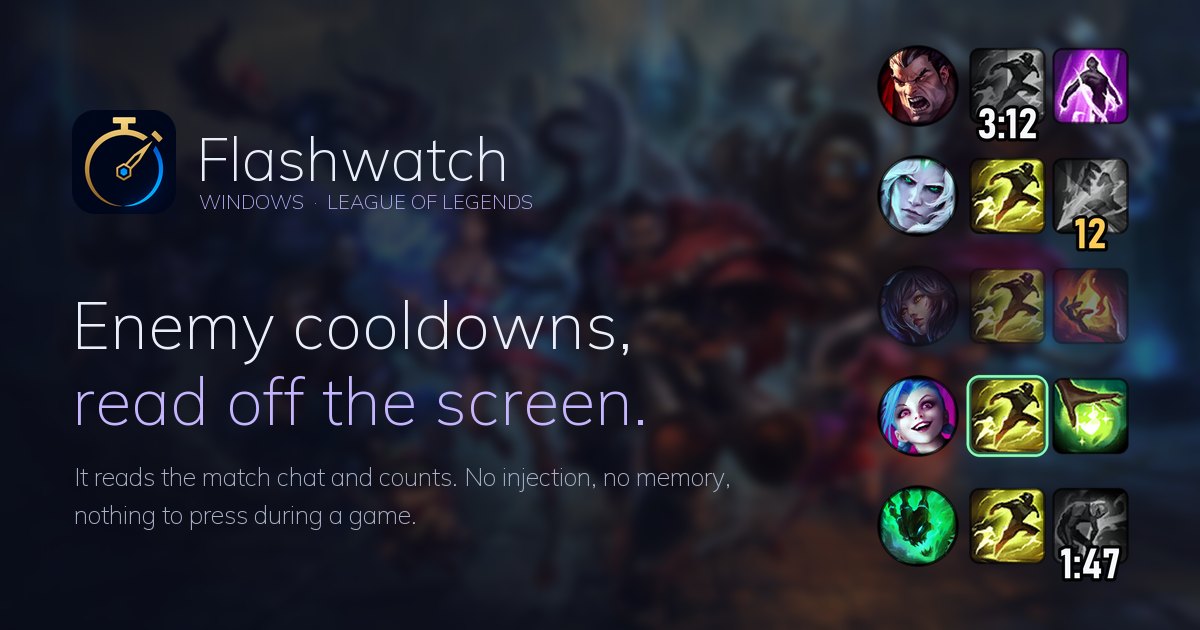 Flashwatch
WINDOWS · LEAGUE OF LEGENDS
Enemy cooldowns,
read off the screen.
It reads the match chat and counts. No injection, no memory,
nothing to press during a game.
3:12
12
1:47